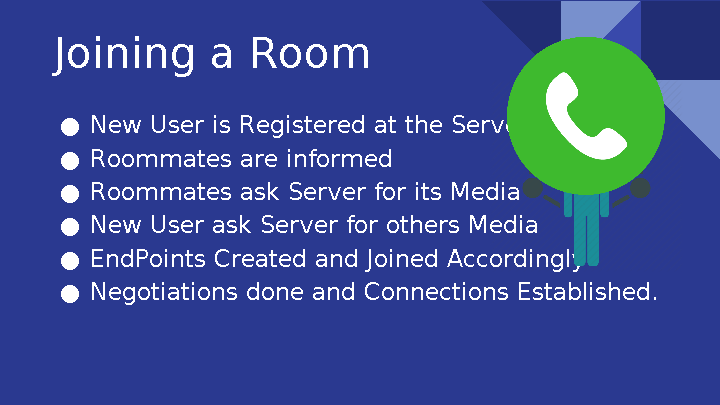 Joining a Room
● New User is Registered at the Serve
● Roommates are informed
● Roommates ask Server for its Media
● New User ask Server for others Media
● EndPoints Created and Joined Accordingly
● Negotiations done and Connections Established.